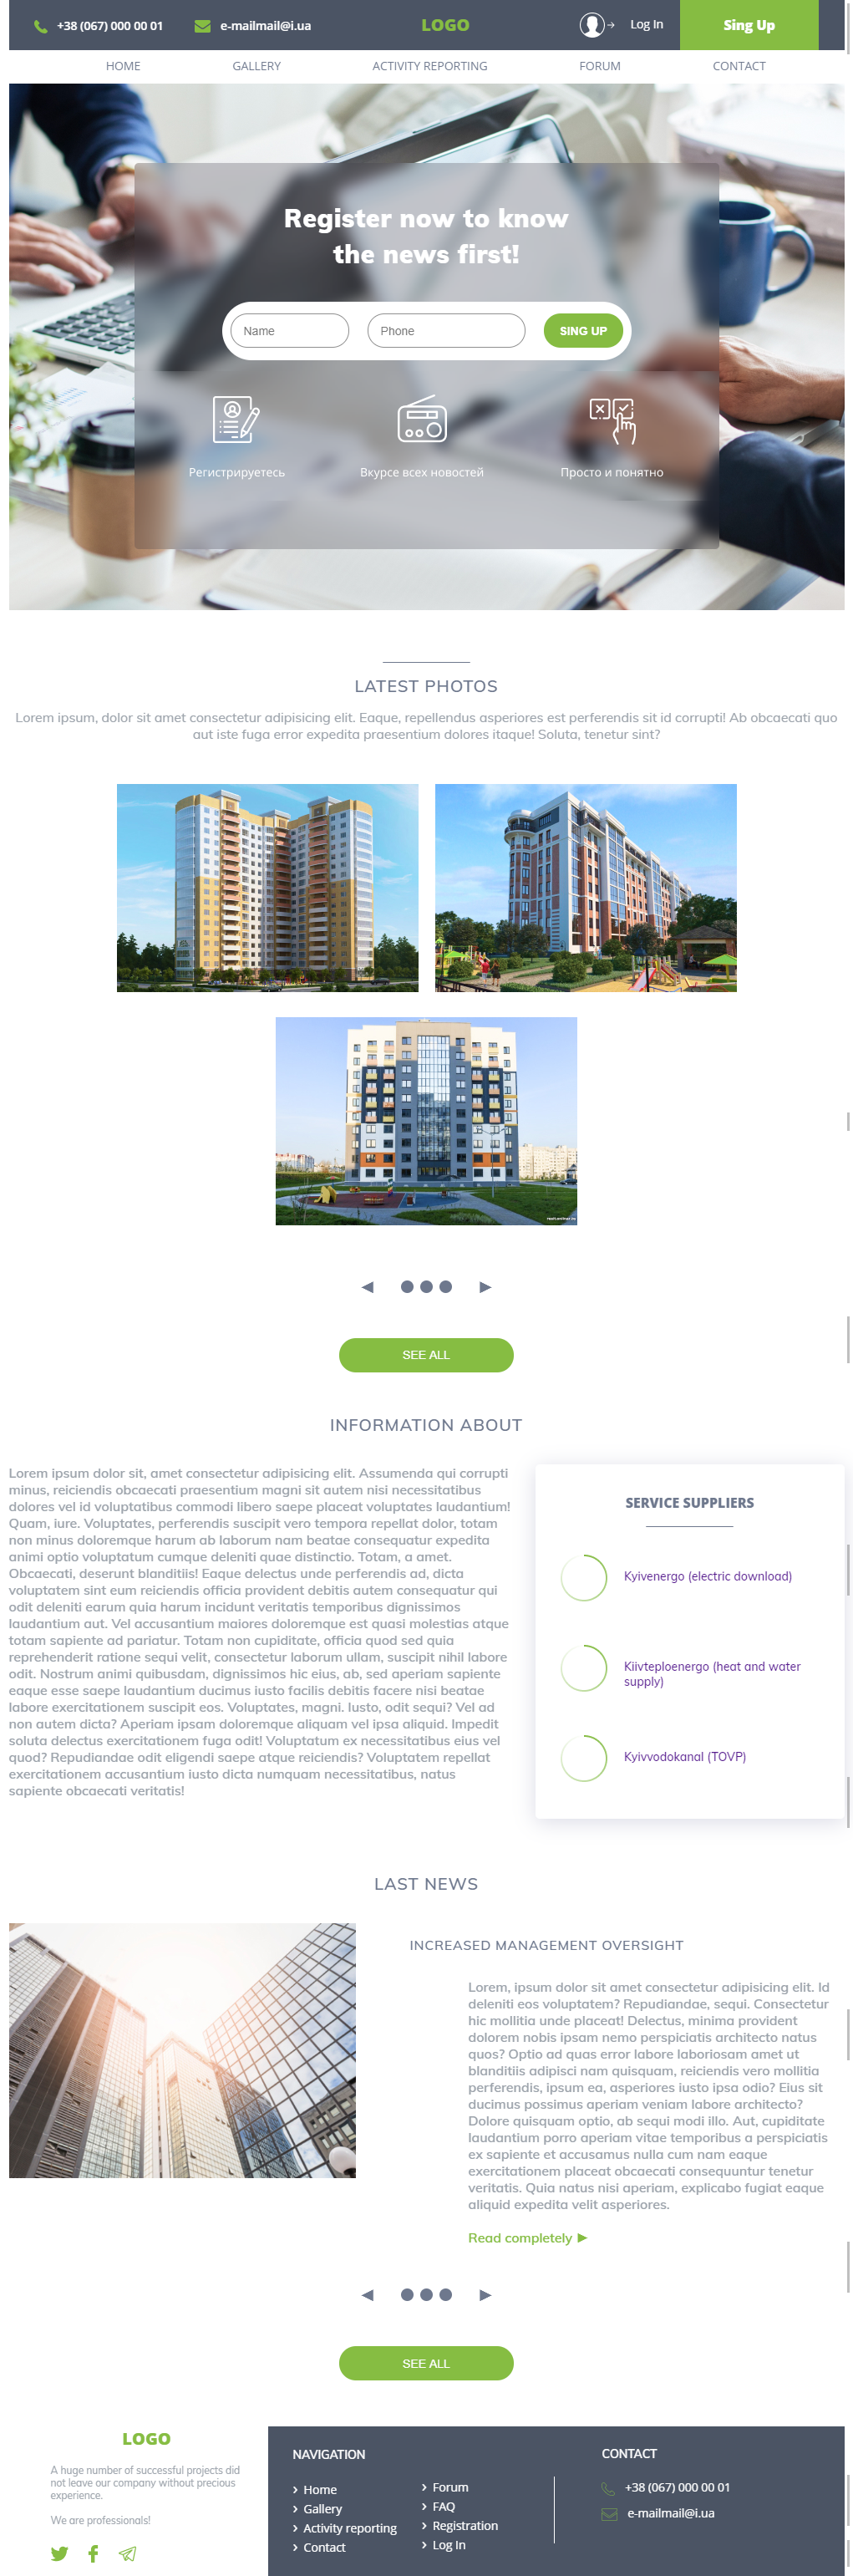 +38 (067) 000 00 01
e-mailmail@i.ua
LOGO
Log In
Sing Up
HOME
GALLERY
ACTIVITY REPORTING
FORUM
CONTACT
Register now to know
the news first!
Name
Phone
SING UP
Регистрируетесь
Вкурсе всех новостей
Просто и понятно
LATEST PHOTOS
Lorem ipsum, dolor sit amet consectetur adipisicing elit. Eaque, repellendus asperiores est perferendis sit id corrupti! Ab obcaecati quo
aut iste fuga error expedita praesentium dolores itaque! Soluta, tenetur sint?
SEE ALL
INFORMATION ABOUT
Lorem ipsum dolor sit, amet consectetur adipisicing elit. Assumenda qui corrupti
minus, reiciendis obcaecati praesentium magni sit autem nisi necessitatibus
dolores vel id voluptatibus commodi libero saepe placeat voluptates laudantium!
Quam, iure. Voluptates, perferendis suscipit vero tempora repellat dolor, totam
non minus doloremque harum ab laborum nam beatae consequatur expedita
animi optio voluptatum cumque deleniti quae distinctio. Totam, a amet.
Obcaecati, deserunt blanditiis! Eaque delectus unde perferendis ad, dicta
voluptatem sint eum reiciendis officia provident debitis autem consequatur qui
odit deleniti earum quia harum incidunt veritatis temporibus dignissimos
laudantium aut. Vel accusantium maiores doloremque est quasi molestias atque
totam sapiente ad pariatur. Totam non cupiditate, officia quod sed quia
reprehenderit ratione sequi velit, consectetur laborum ullam, suscipit nihil labore
odit. Nostrum animi quibusdam, dignissimos hic eius, ab, sed aperiam sapiente
eaque esse saepe laudantium ducimus iusto facilis debitis facere nisi beatae
labore exercitationem suscipit eos. Voluptates, magni. Iusto, odit sequi? Vel ad
non autem dicta? Aperiam ipsam doloremque aliquam vel ipsa aliquid. Impedit
soluta delectus exercitationem fuga odit! Voluptatum ex necessitatibus eius vel
quod? Repudiandae odit eligendi saepe atque reiciendis? Voluptatem repellat
exercitationem accusantium iusto dicta numquam necessitatibus, natus
sapiente obcaecati veritatis!
SERVICE SUPPLIERS
Kyivenergo (electric download)
Kiivteploenergo (heat and water
supply)
Kyivvodokanal (TOVP)
LAST NEWS
INCREASED MANAGEMENT OVERSIGHT
Lorem, ipsum dolor sit amet consectetur adipisicing elit. Id
deleniti eos voluptatem? Repudiandae, sequi. Consectetur
hic mollitia unde placeat! Delectus, minima provident
dolorem nobis ipsam nemo perspiciatis architecto natus
quos? Optio ad quas error labore laboriosam amet ut
blanditiis adipisci nam quisquam, reiciendis vero mollitia
perferendis, ipsum ea, asperiores iusto ipsa odio? Eius sit
ducimus possimus aperiam veniam labore architecto?
Dolore quisquam optio, ab sequi modi illo. Aut, cupiditate
laudantium porro aperiam vitae temporibus a perspiciatis
ex sapiente et accusamus nulla cum nam eaque
exercitationem placeat obcaecati consequuntur tenetur
veritatis. Quia natus nisi aperiam, explicabo fugiat eaque
aliquid expedita velit asperiores.
Read completely
SEE ALL
LOGO
A huge number of successful projects did
not leave our company without precious
experience.
We are professionals!
NAVIGATION
Home
Gallery
Activity reporting
Contact
Forum
FAQ
Registration
Log In
CONTACT
+38 (067) 000 00 01
e-mailmail@i.ua